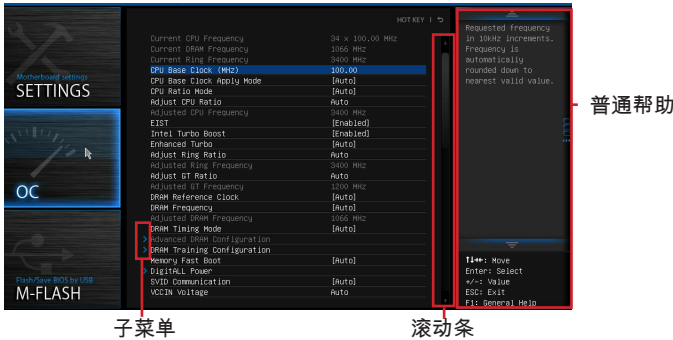 HOT KEY | ↰
Motherboard settings
SETTINGS
OC
Flash/Save BIOS by USB
M-FLASH
Current CPU Frequency 34 × 100.00 MHz
Current DRAM Frequency 1066 MHz
Current Ring Frequency 3400 MHz
CPU Base Clock (MHz) 100.00
CPU Base Clock Apply Mode [Auto]
CPU Ratio Mode [Auto]
Adjust CPU Ratio Auto
Adjusted CPU Frequency 3400 MHz
EIST [Enabled]
Intel Turbo Boost [Enabled]
Enhanced Turbo [Auto]
Adjust Ring Ratio Auto
Adjusted Ring Frequency 3400 MHz
Adjust GT Ratio Auto
Adjusted GT Frequency 1200 MHz
DRAM Reference Clock [Auto]
DRAM Frequency [Auto]
Adjusted DRAM Frequency 1066 MHz
DRAM Timing Mode [Auto]
> Advanced DRAM Configuration
> DRAM Training Configuration
Memory Fast Boot [Auto]
> DigitALL Power
SVID Communication [Auto]
VCCIN Voltage Auto
Requested frequency
in 10kHz increments.
Frequency is
automatically
rounded down to
nearest valid value.
↑↓←→: Move
Enter: Select
+/-: Value
ESC: Exit
F1: General Help
普通帮助
子菜单
滚动条